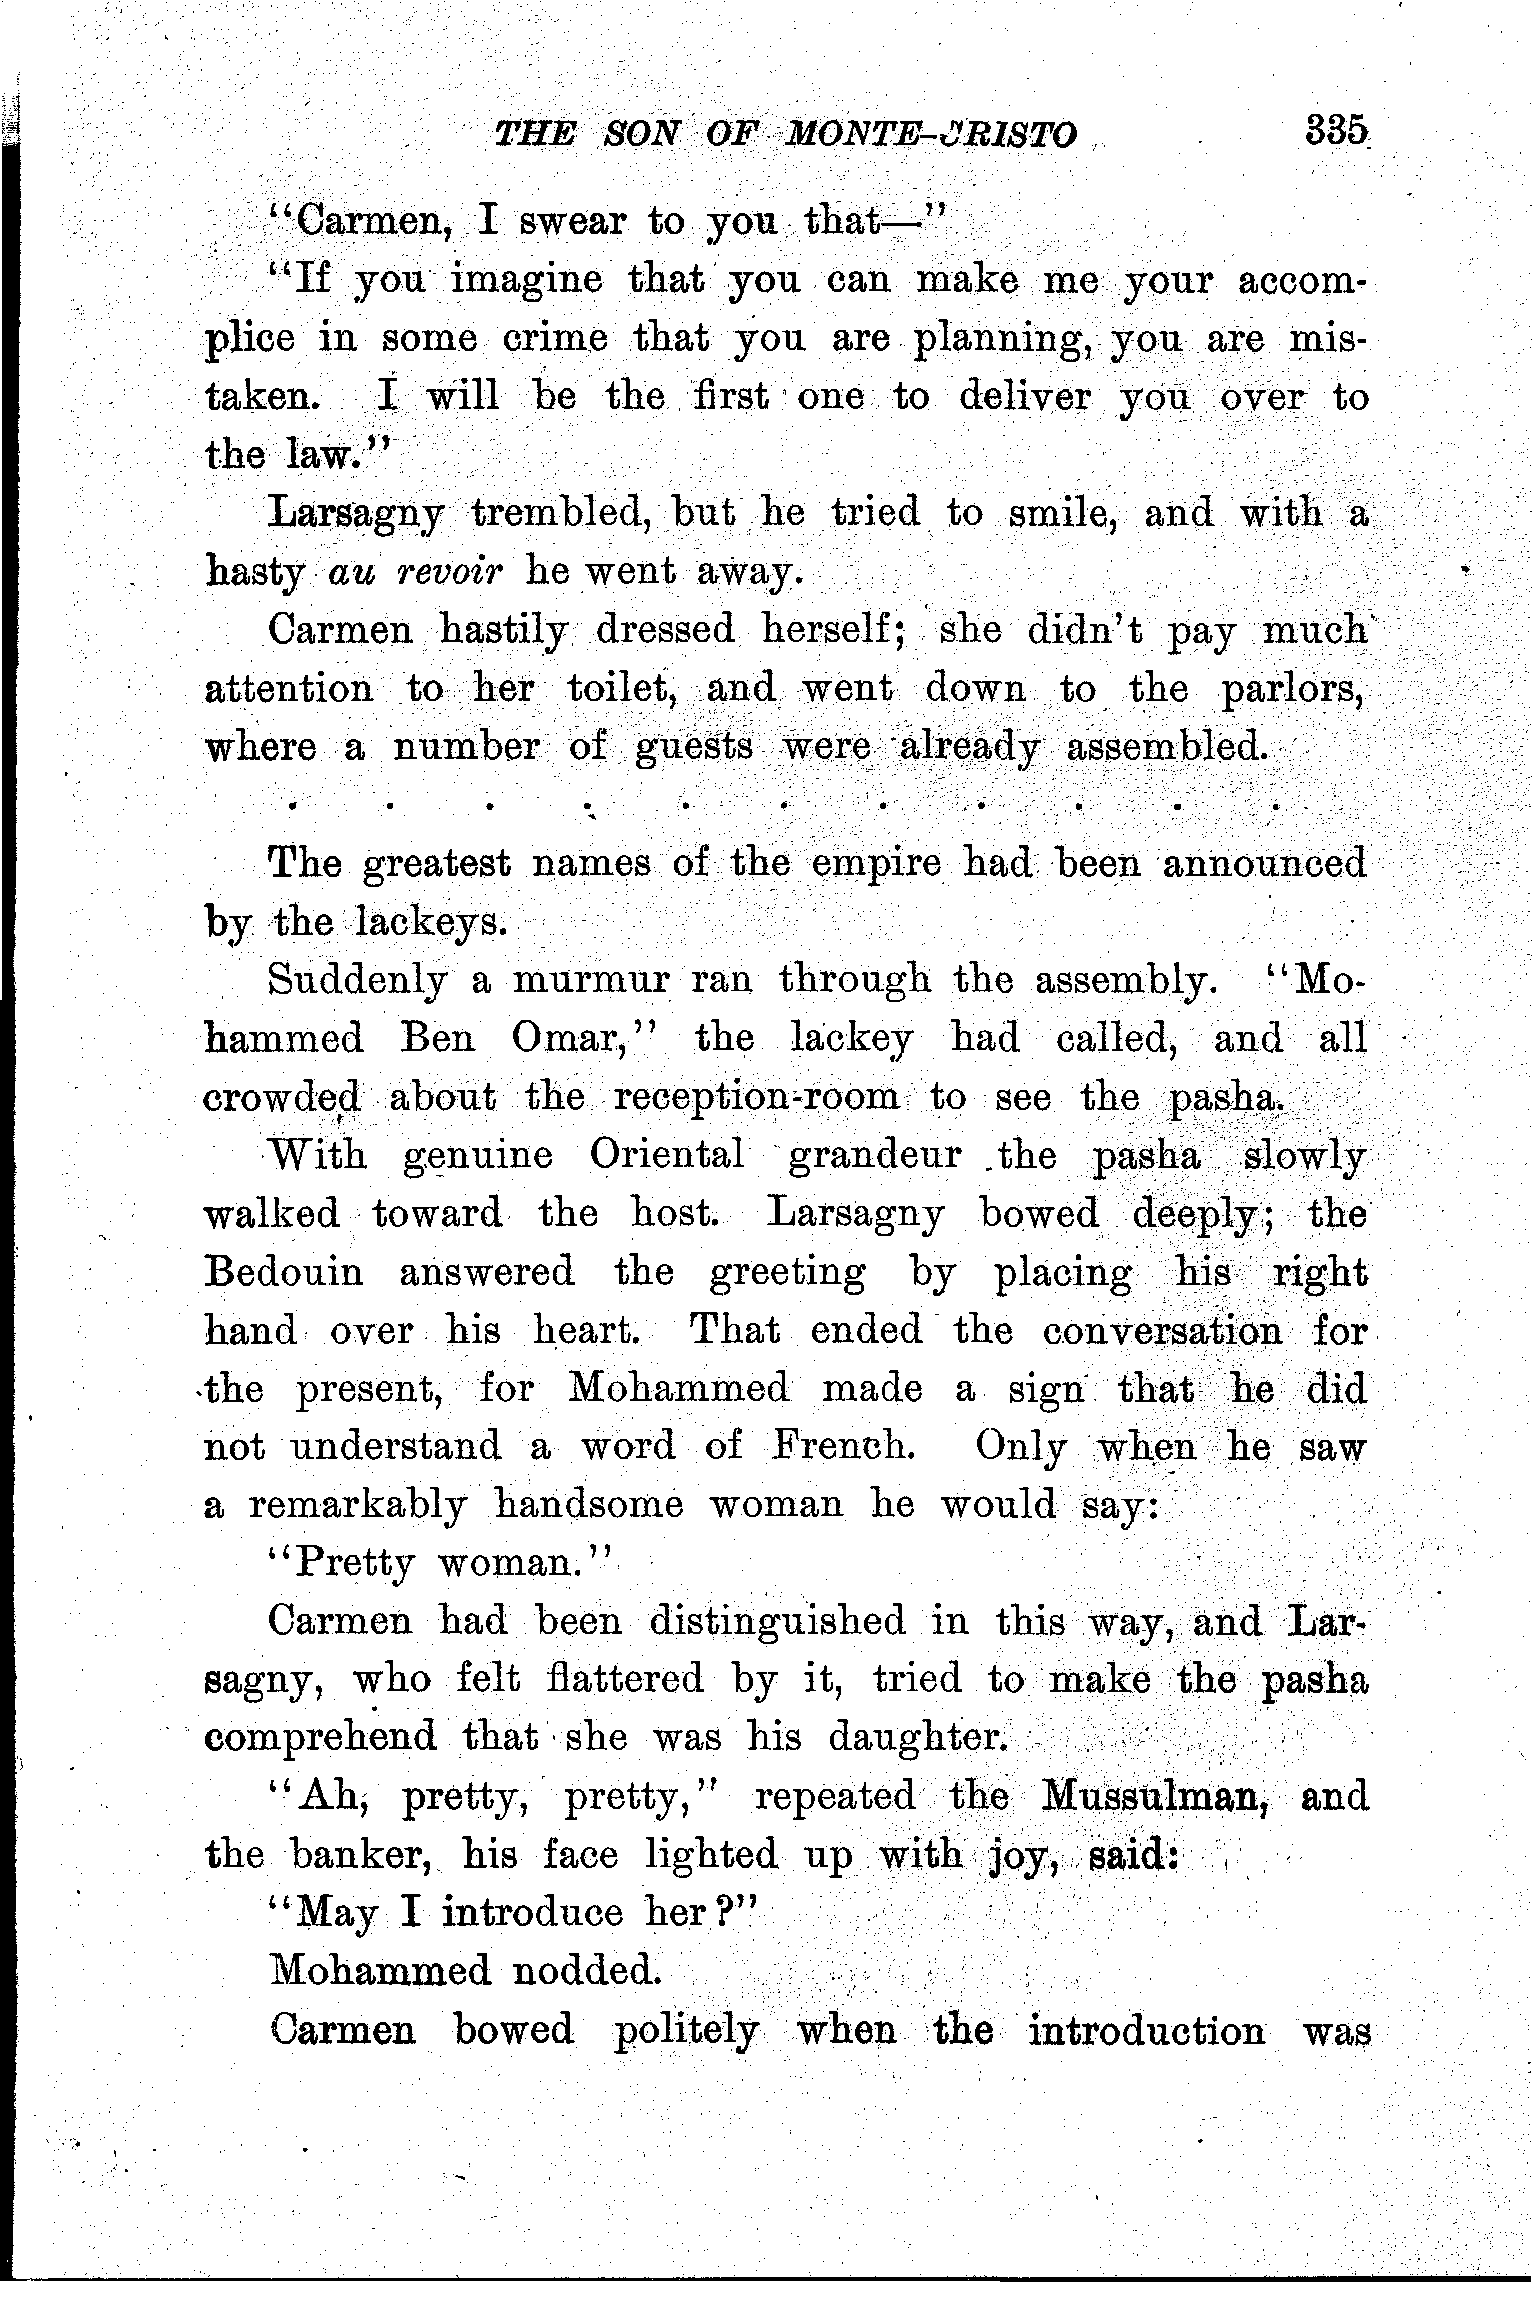 THE SON OF MONTE-CRISTO 335
"Carmen, I swear to you that—"
"If you imagine that you can make me your accom-
plice in some crime that you are planning, you are mis-
taken. I will be the first one to deliver you over to
the law."
Larsagny trembled, but he tried to smile, and with a
hasty au revoir he went away.
Carmen hastily dressed herself; she didn't pay much
attention to her toilet, and went down to the parlors,
where a number of guests were already assembled.
. . . . . . . . . . .
The greatest names of the empire had been announced
by the lackeys.
Suddenly a murmur ran through the assembly. "Mo-
hammed Ben Omar," the lackey had called, and all
crowded about the reception-room to see the pasha.
With genuine Oriental grandeur the pasha slowly
walked toward the host. Larsagny bowed deeply; the
Bedouin answered the greeting by placing his right
hand over his heart. That ended the conversation for
the present, for Mohammed made a sign that he did
not understand a word of French. Only when he saw
a remarkably handsome woman he would say:
"Pretty woman."
Carmen had been distinguished in this way, and Lar-
sagny, who felt flattered by it, tried to make the pasha
comprehend that she was his daughter.
"Ah, pretty, pretty," repeated the Mussulman, and
the banker, his face lighted up with joy, said:
"May I introduce her?"
Mohammed nodded.
Carmen bowed politely when the introduction was